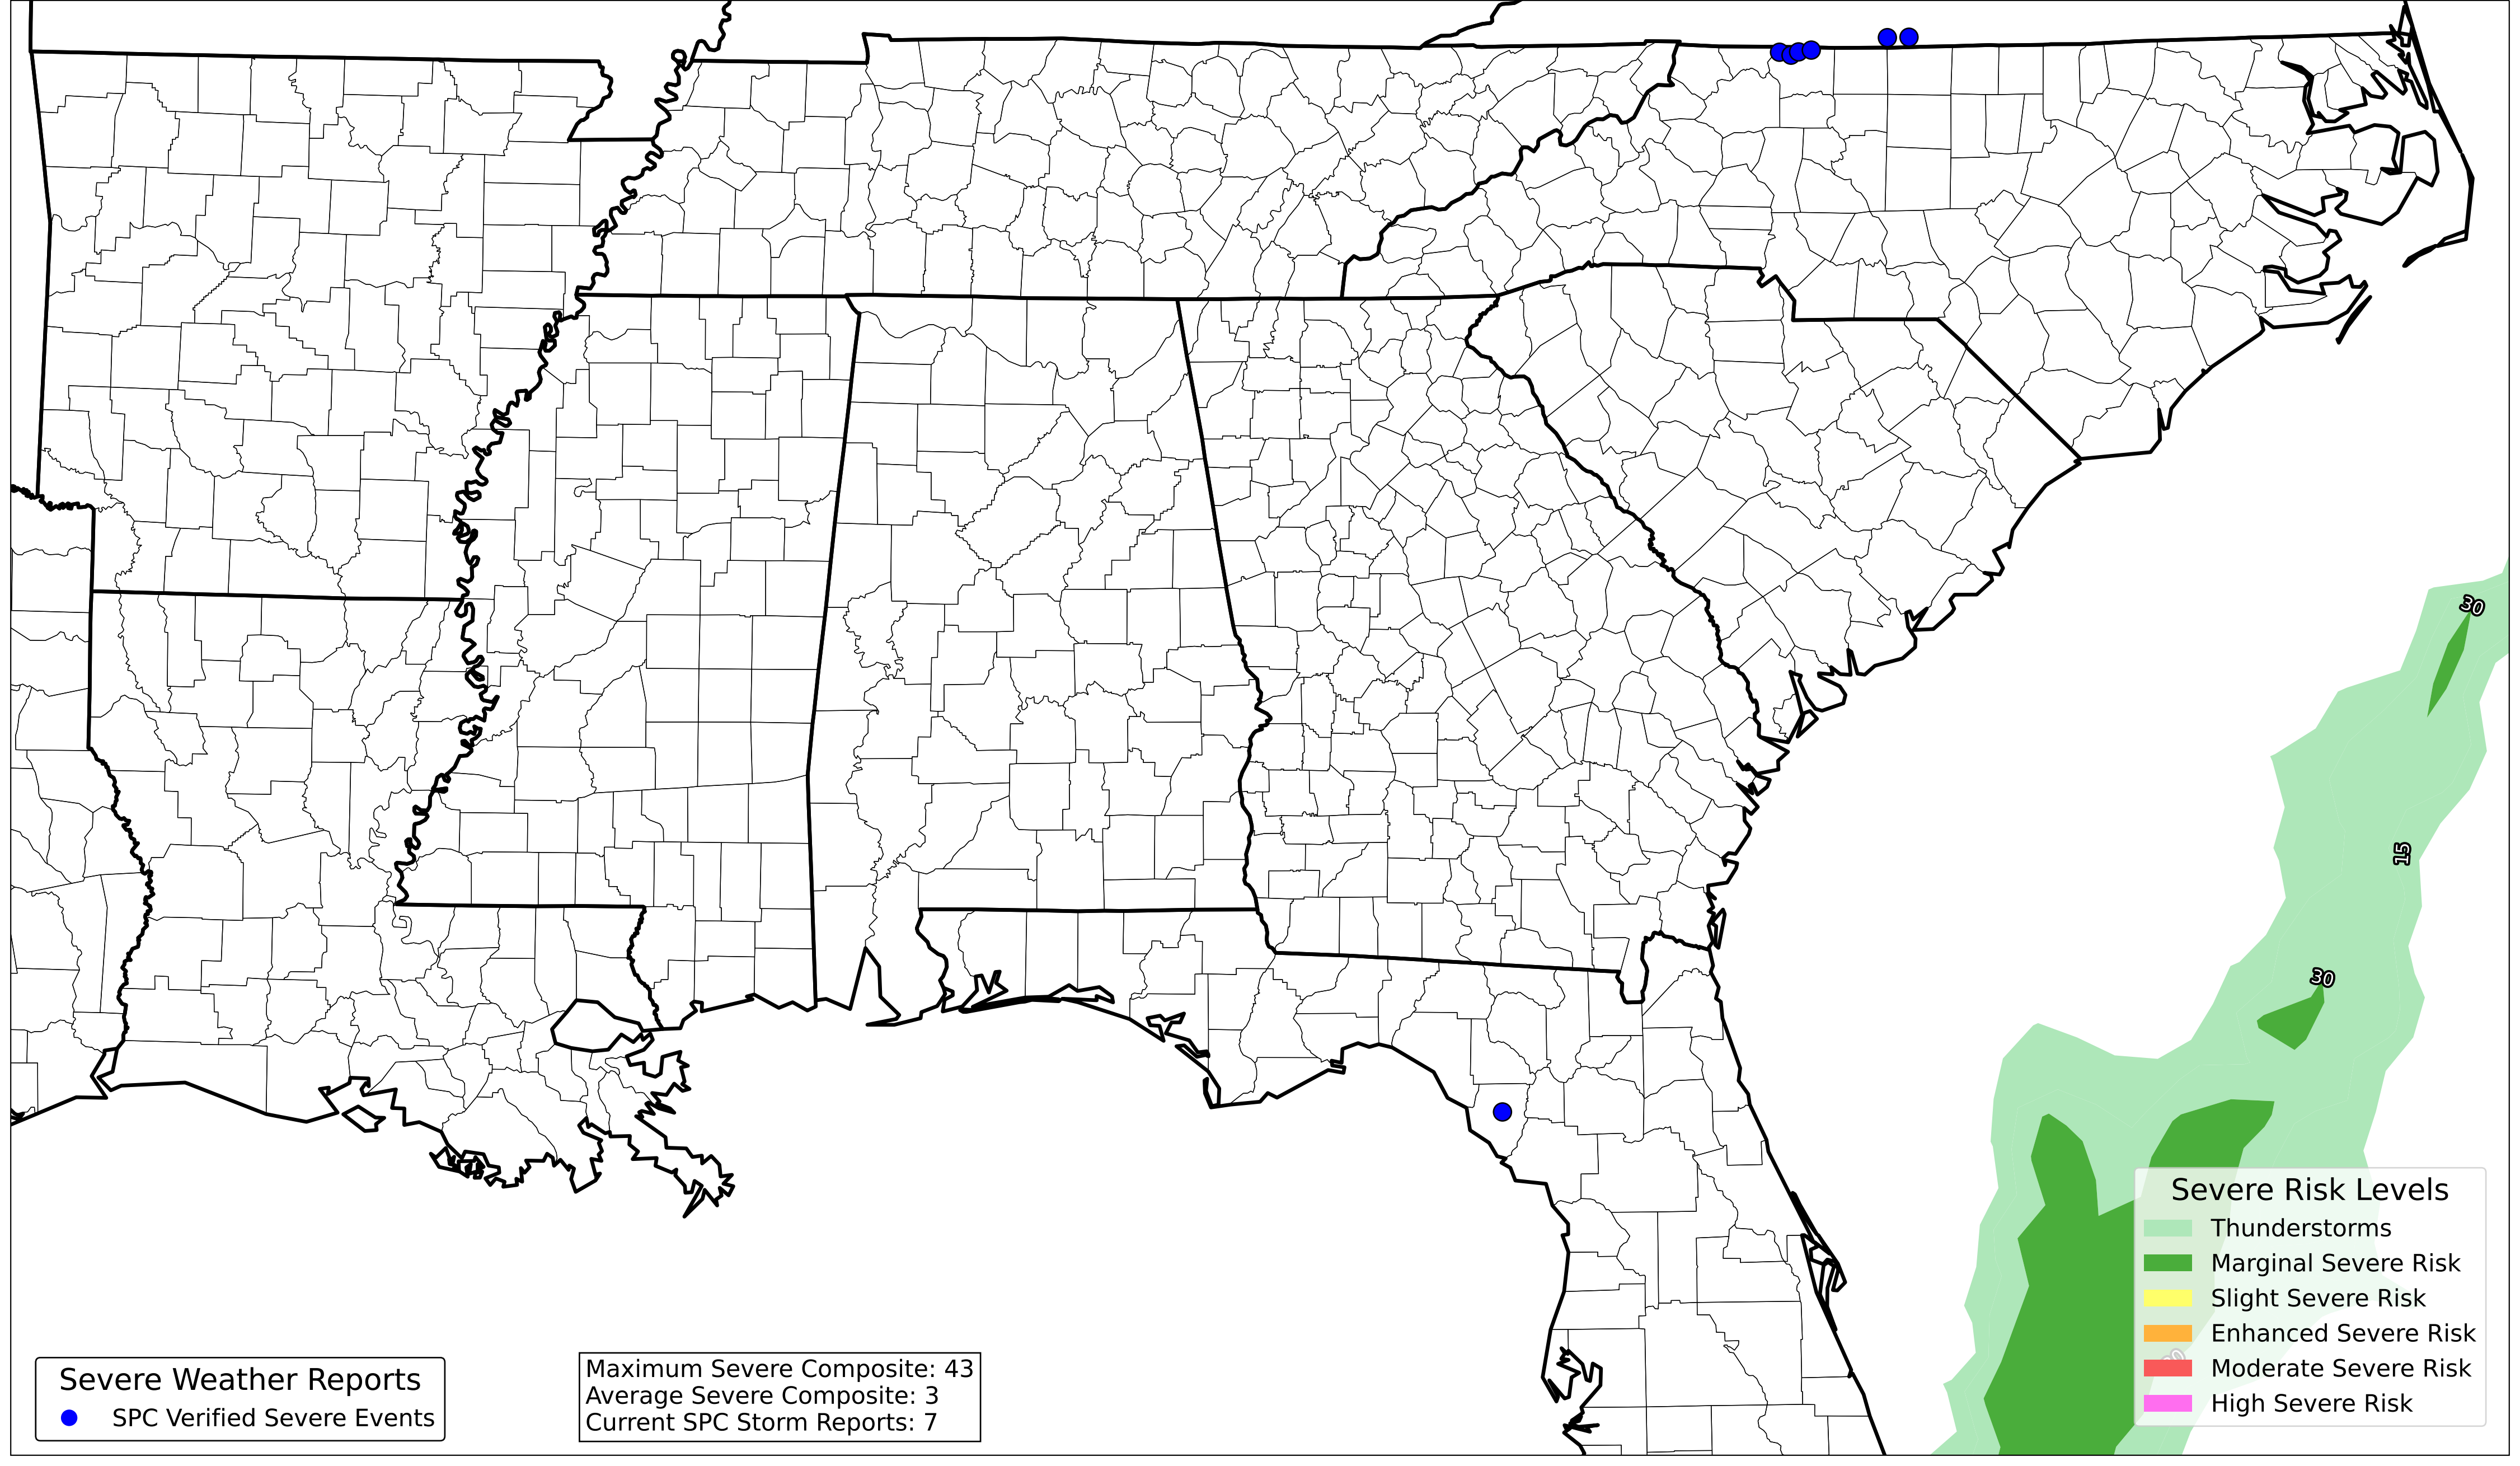 30
15
30
Severe Risk Levels
Thunderstorms
Marginal Severe Risk
Slight Severe Risk
Enhanced Severe Risk
Moderate Severe Risk
High Severe Risk
Severe Weather Reports
SPC Verified Severe Events
Maximum Severe Composite: 43
Average Severe Composite: 3
Current SPC Storm Reports: 7